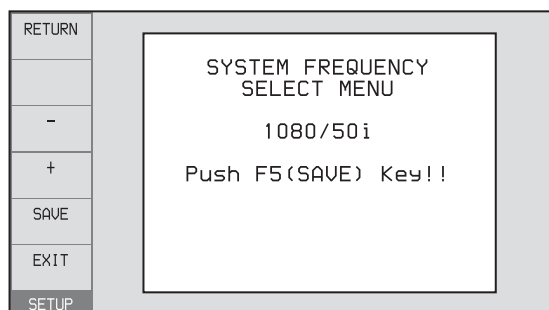 RETURN
-
+
SAVE
EXIT
SETUP
SYSTEM FREQUENCY
SELECT MENU
1080/50i
Push F5(SAVE) Key!!